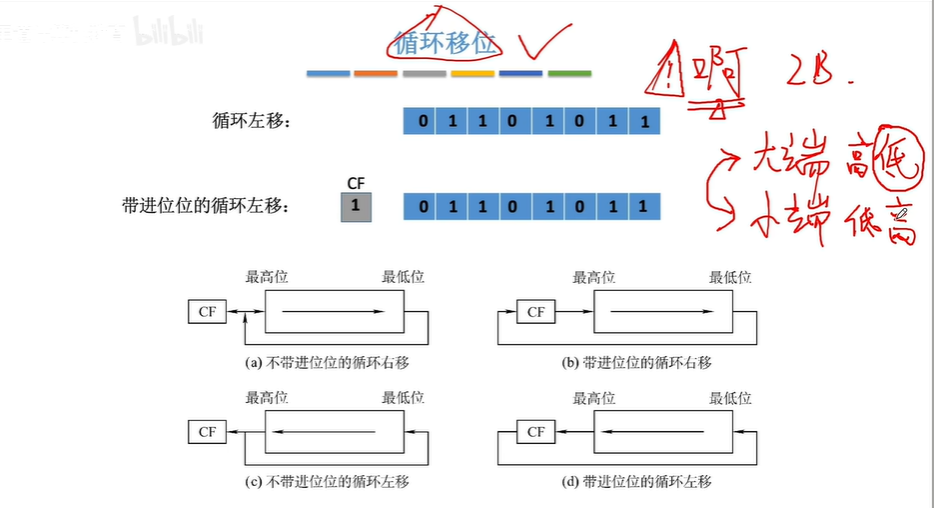 bilibili
循环移位
啊 2B.
循环左移：
0 1 1 0 1 0 1 1
大端 高低
CF
带进位位的循环左移：
1
0 1 1 0 1 0 1 1
小端 低高
最高位 最低位
CF
(a) 不带进位位的循环右移
最高位 最低位
CF
(b) 带进位位的循环右移
最高位 最低位
CF
(c) 不带进位位的循环左移
最高位 最低位
CF
(d) 带进位位的循环左移